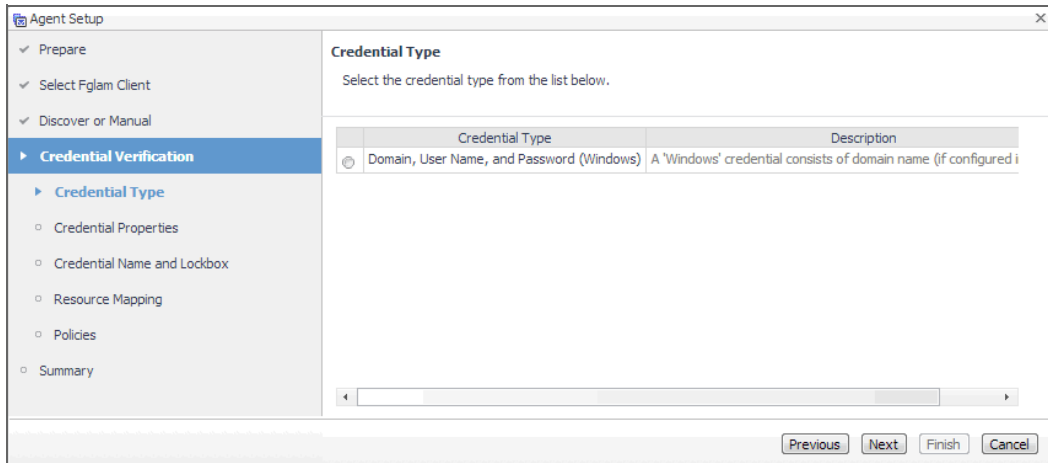 Agent Setup
Prepare
Select Fglam Client
Discover or Manual
Credential Verification
Credential Type
Credential Properties
Credential Name and Lockbox
Resource Mapping
Policies
Summary
Credential Type
Select the credential type from the list below.
Credential Type Description
Domain, User Name, and Password (Windows) A 'Windows' credential consists of domain name (if configured i
Previous Next Finish Cancel